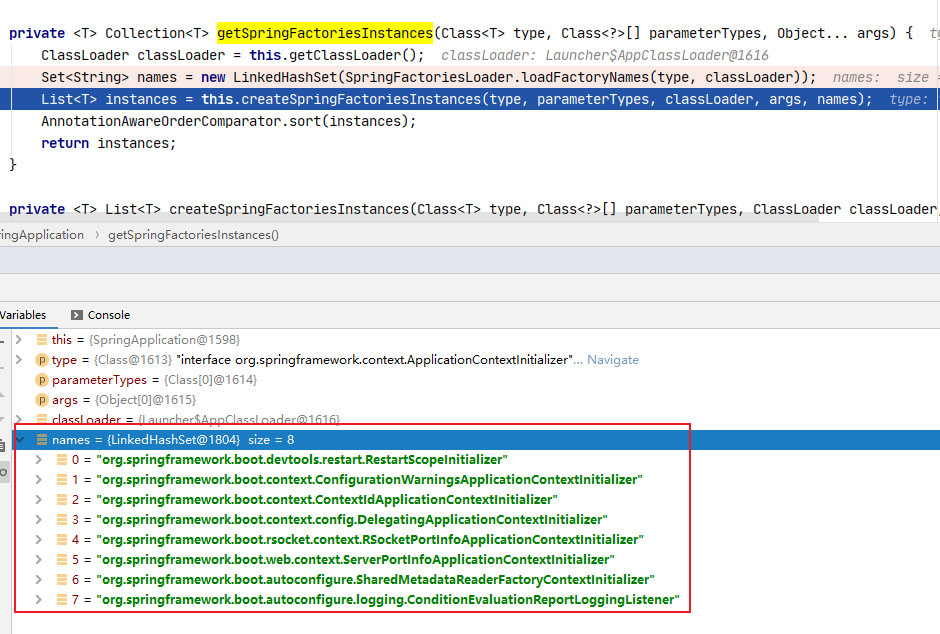 private <T> Collection<T> getSpringFactoriesInstances(Class<T> type, Class<?>[] parameterTypes, Object... args) {
ClassLoader classLoader = this.getClassLoader(); classLoader: Launcher$AppClassLoader@1616
Set<String> names = new LinkedHashSet(SpringFactoriesLoader.loadFactoryNames(type, classLoader)); names: size =
List<T> instances = this.createSpringFactoriesInstances(type, parameterTypes, classLoader, args, names); type:
AnnotationAwareOrderComparator.sort(instances);
return instances;
}
private <T> List<T> createSpringFactoriesInstances(Class<T> type, Class<?>[] parameterTypes, ClassLoader classLoader,
ringApplication › getSpringFactoriesInstances()
Variables Console
this = {SpringApplication@1598}
p type = {Class@1613} "interface org.springframework.context.ApplicationContextInitializer"... Navigate
p parameterTypes = {Class[0]@1614}
p args = {Object[0]@1615}
classLoader = {Launcher$AppClassLoader@1616}
names = {LinkedHashSet@1804} size = 8
0 = "org.springframework.boot.devtools.restart.RestartScopeInitializer"
1 = "org.springframework.boot.context.ConfigurationWarningsApplicationContextInitializer"
2 = "org.springframework.boot.context.ContextIdApplicationContextInitializer"
3 = "org.springframework.boot.context.config.DelegatingApplicationContextInitializer"
4 = "org.springframework.boot.rsocket.context.RSocketPortInfoApplicationContextInitializer"
5 = "org.springframework.boot.web.context.ServerPortInfoApplicationContextInitializer"
6 = "org.springframework.boot.autoconfigure.SharedMetadataReaderFactoryContextInitializer"
7 = "org.springframework.boot.autoconfigure.logging.ConditionEvaluationReportLoggingListener"